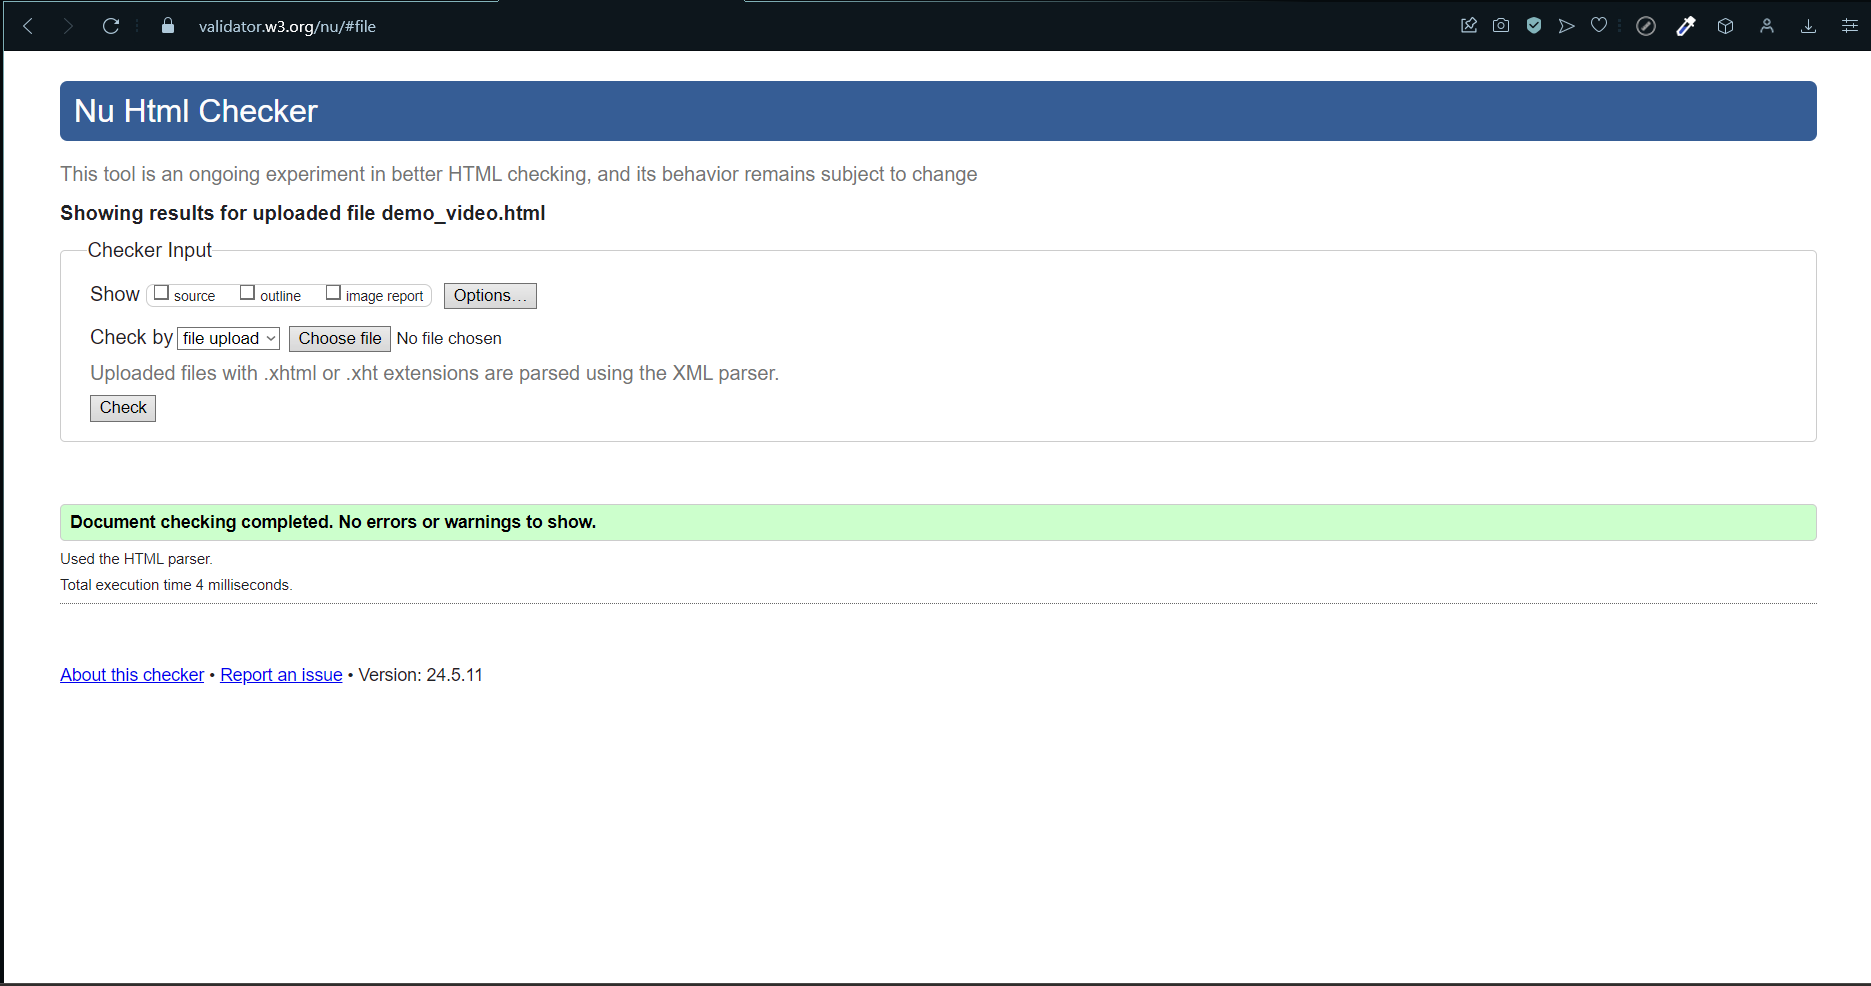 validator.w3.org/nu/#file
Nu Html Checker
This tool is an ongoing experiment in better HTML checking, and its behavior remains subject to change
Showing results for uploaded file demo_video.html
Checker Input
Show source outline image report Options…
Check by file upload Choose file No file chosen
Uploaded files with .xhtml or .xht extensions are parsed using the XML parser.
Check
Document checking completed. No errors or warnings to show.
Used the HTML parser.
Total execution time 4 milliseconds.
About this checker • Report an issue • Version: 24.5.11